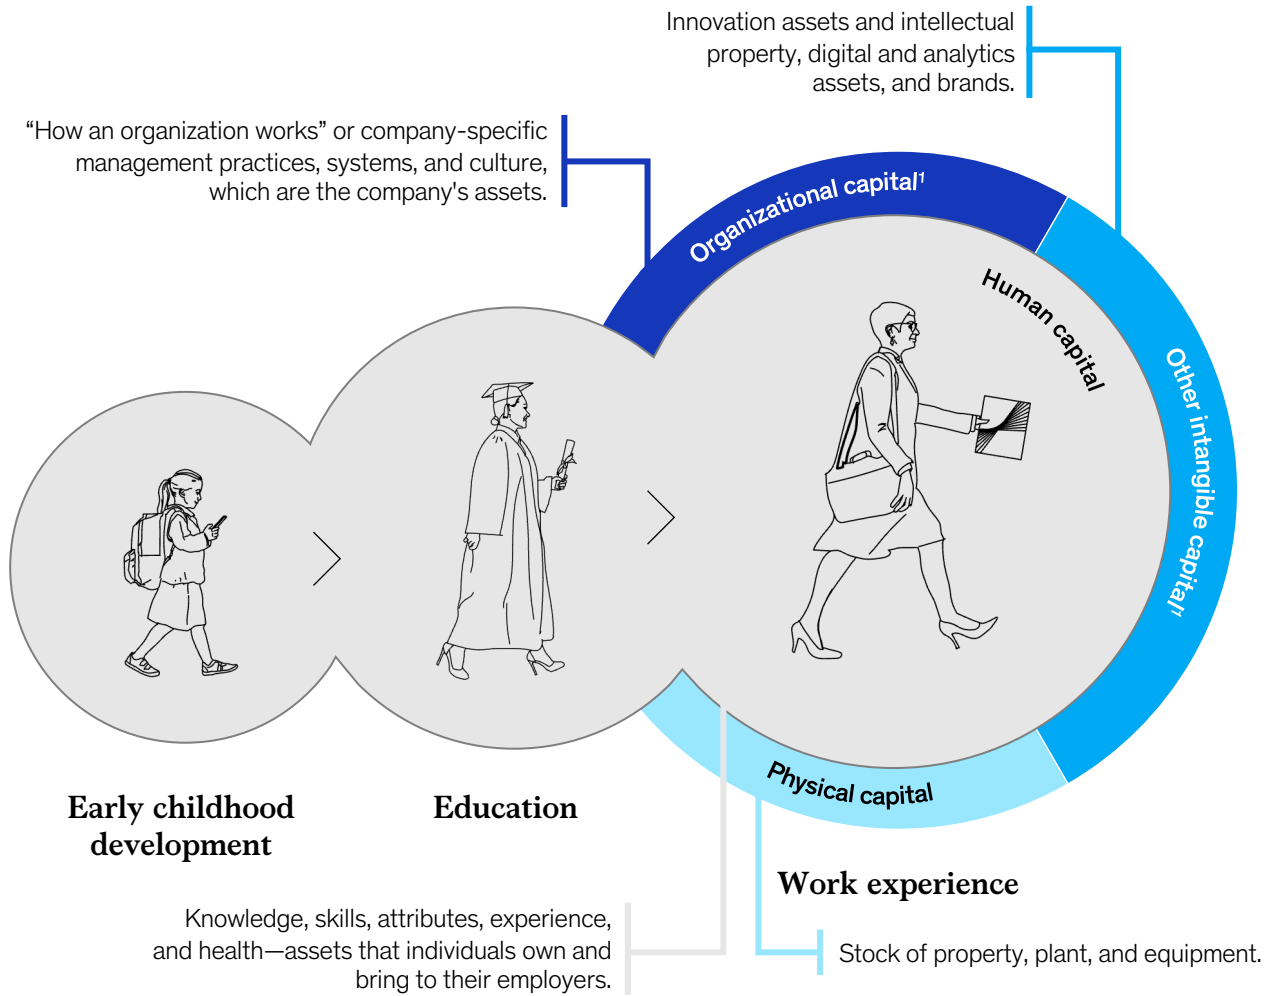 Innovation assets and intellectual
property, digital and analytics
assets, and brands.
“How an organization works” or company-specific
management practices, systems, and culture,
which are the company's assets.
Organizational capital¹
Human capital
Other intangible capital¹
Physical capital
Early childhood
development
Education
Work experience
Knowledge, skills, attributes, experience,
and health—assets that individuals own and
bring to their employers.
Stock of property, plant, and equipment.